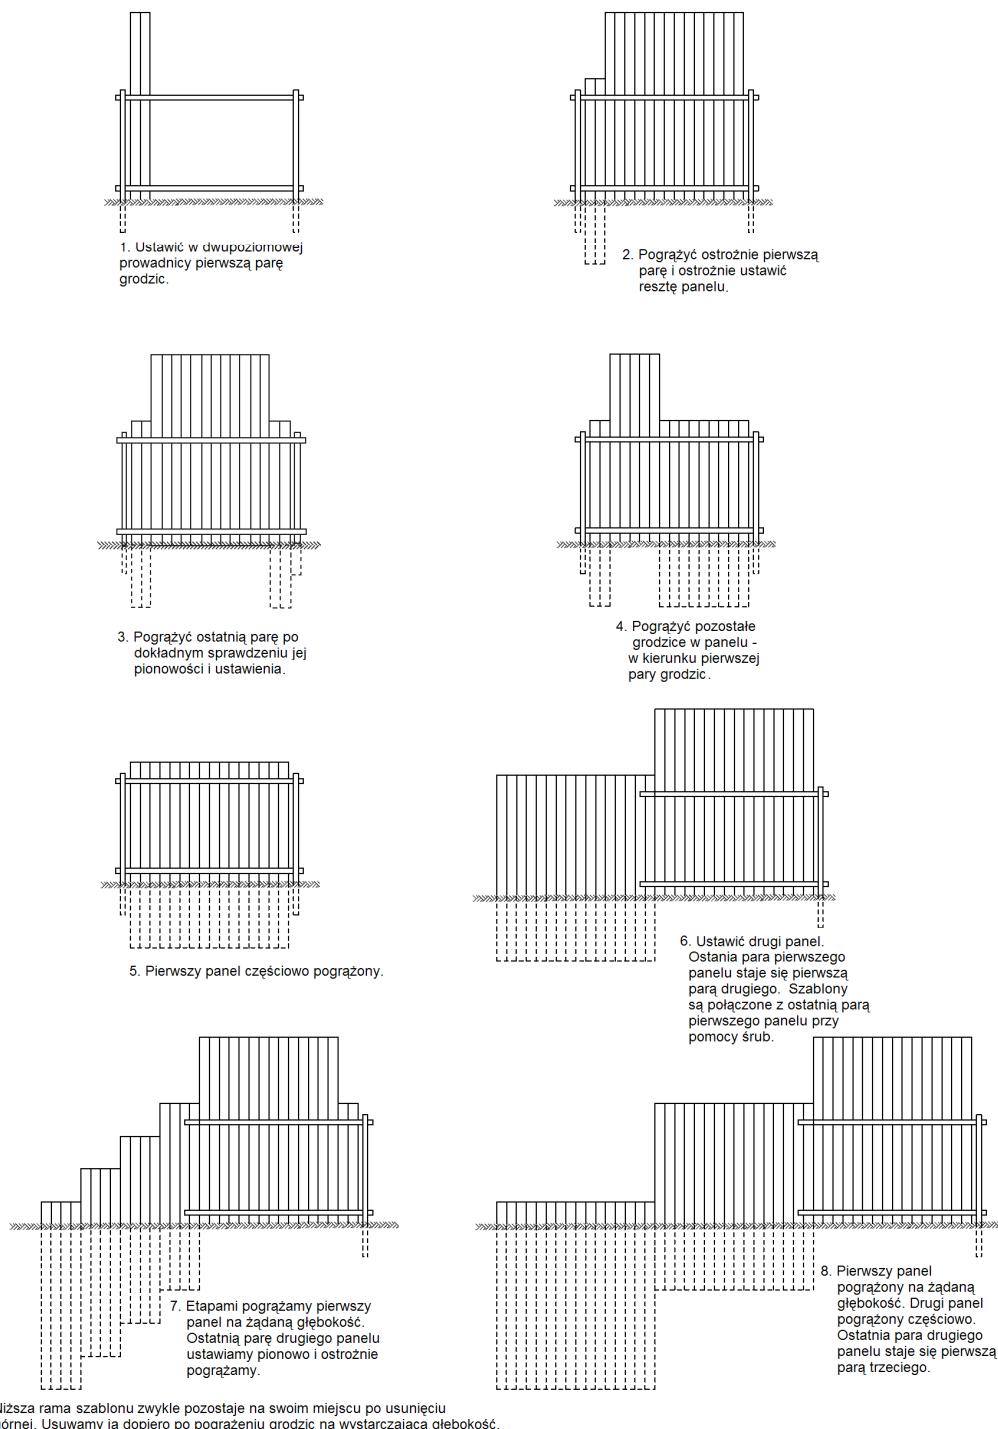 1. Ustawić w dwupoziomowej
prowadnicy pierwszą parę
grodzic.
2. Pogrążyć ostrożnie pierwszą
parę i ostrożnie ustawić
resztę panelu.
3. Pogrążyć ostatnią parę po
dokładnym sprawdzeniu jej
pionowości i ustawienia.
4. Pogrążyć pozostałe
grodzice w panelu -
w kierunku pierwszej
pary grodzic.
5. Pierwszy panel częściowo pogrążony.
6. Ustawić drugi panel.
Ostania para pierwszego
panelu staje się pierwszą
parą drugiego. Szablony
są połączone z ostatnią parą
pierwszego panelu przy
pomocy śrub.
7. Etapami pogrążamy pierwszy
panel na żądaną głębokość.
Ostatnią parę drugiego panelu
ustawiamy pionowo i ostrożnie
pogrążamy.
8. Pierwszy panel
pogrążony na żądaną
głębokość. Drugi panel
pogrążony częściowo.
Ostatnia para drugiego
panelu staje się pierwszą
parą trzeciego.
Niższa rama szablonu zwykle pozostaje na swoim miejscu po usunięciu
górnej. Usuwamy ją dopiero po pogrążeniu grodzic na wystarczającą głębokość.